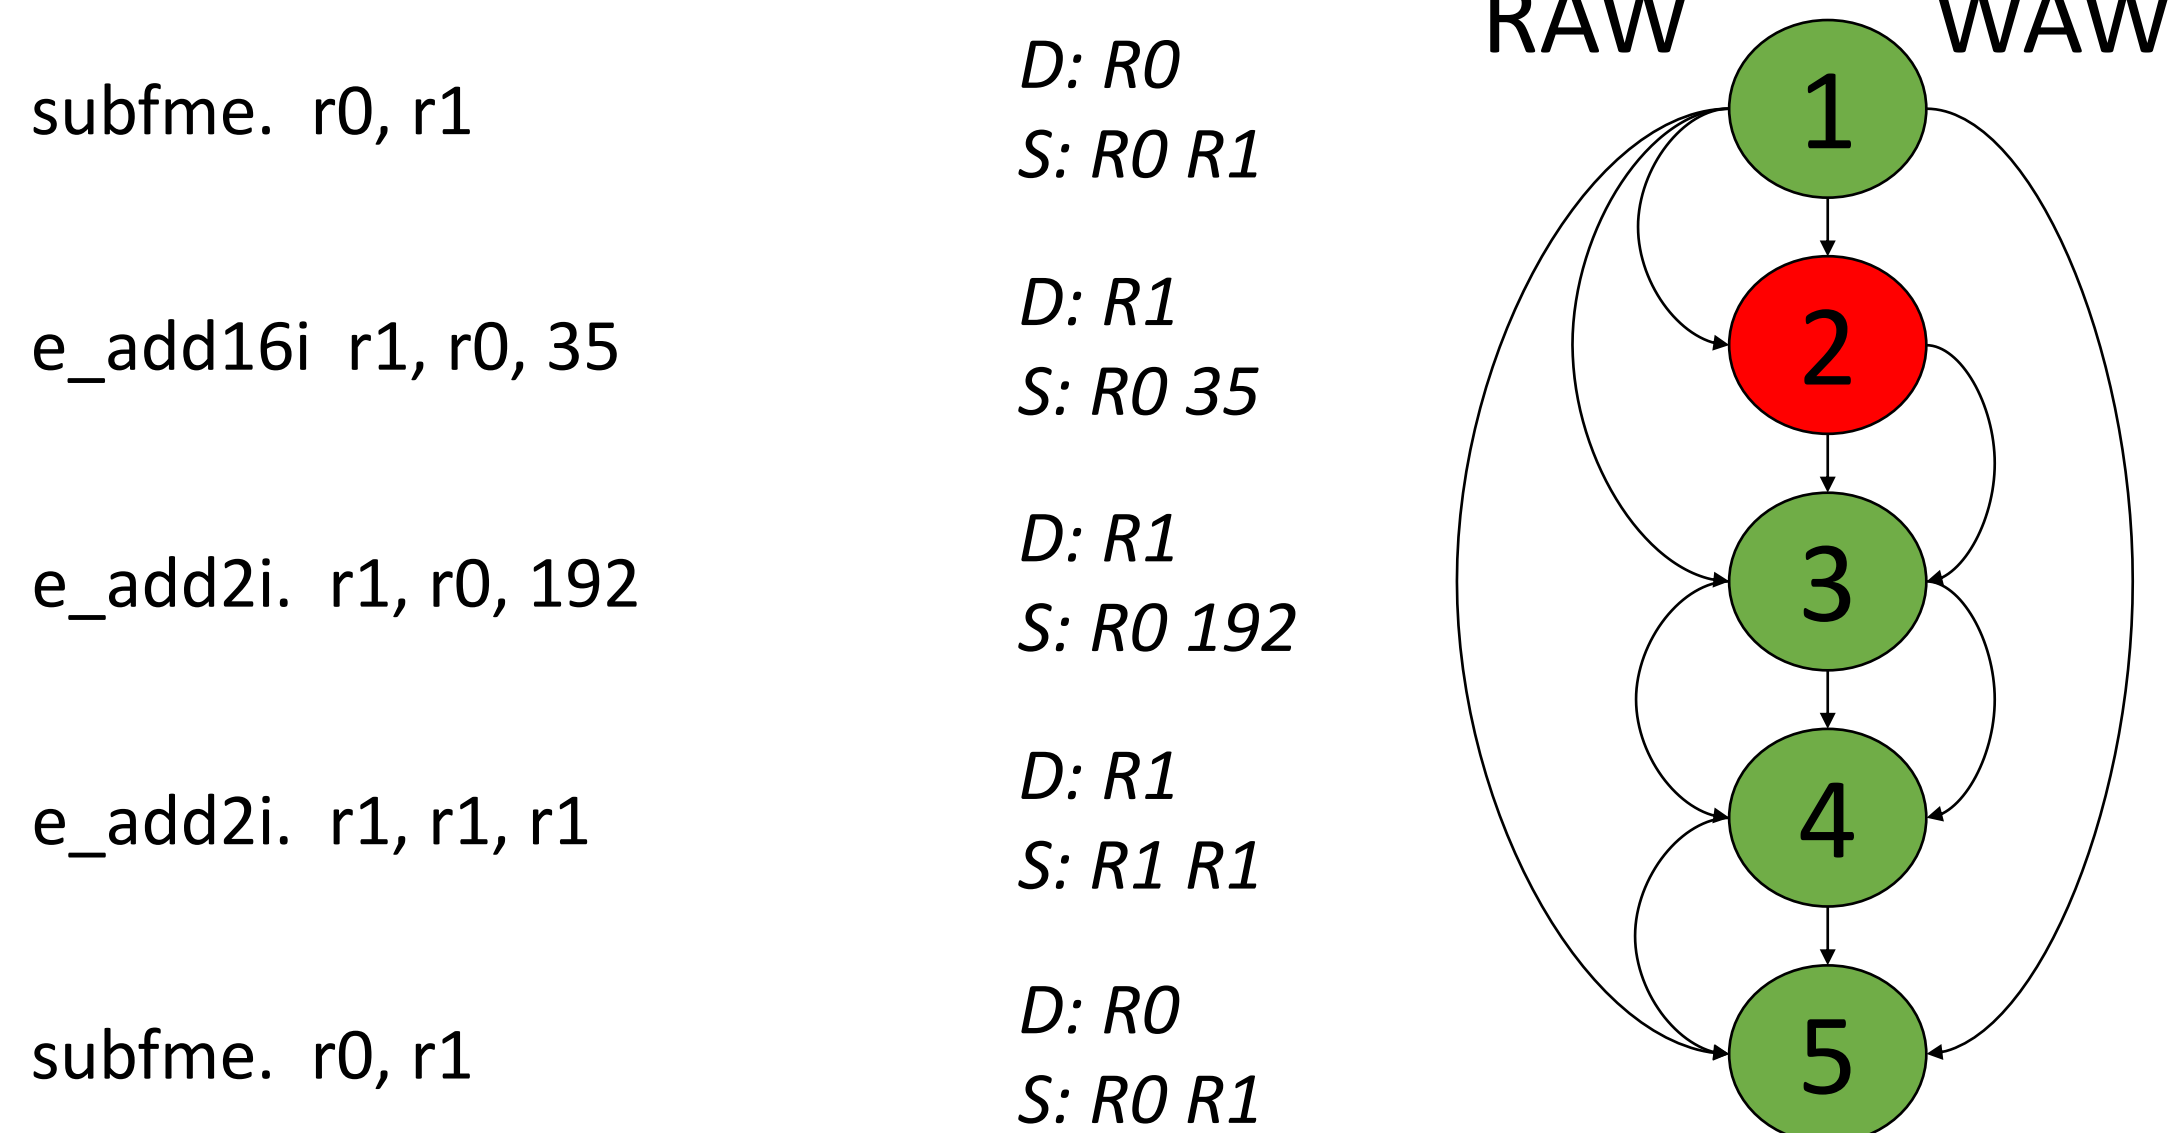 RAW WAW
subfme. r0, r1
D: R0
S: R0 R1
1
e_add16i r1, r0, 35
D: R1
S: R0 35
2
e_add2i. r1, r0, 192
D: R1
S: R0 192
3
e_add2i. r1, r1, r1
D: R1
S: R1 R1
4
subfme. r0, r1
D: R0
S: R0 R1
5